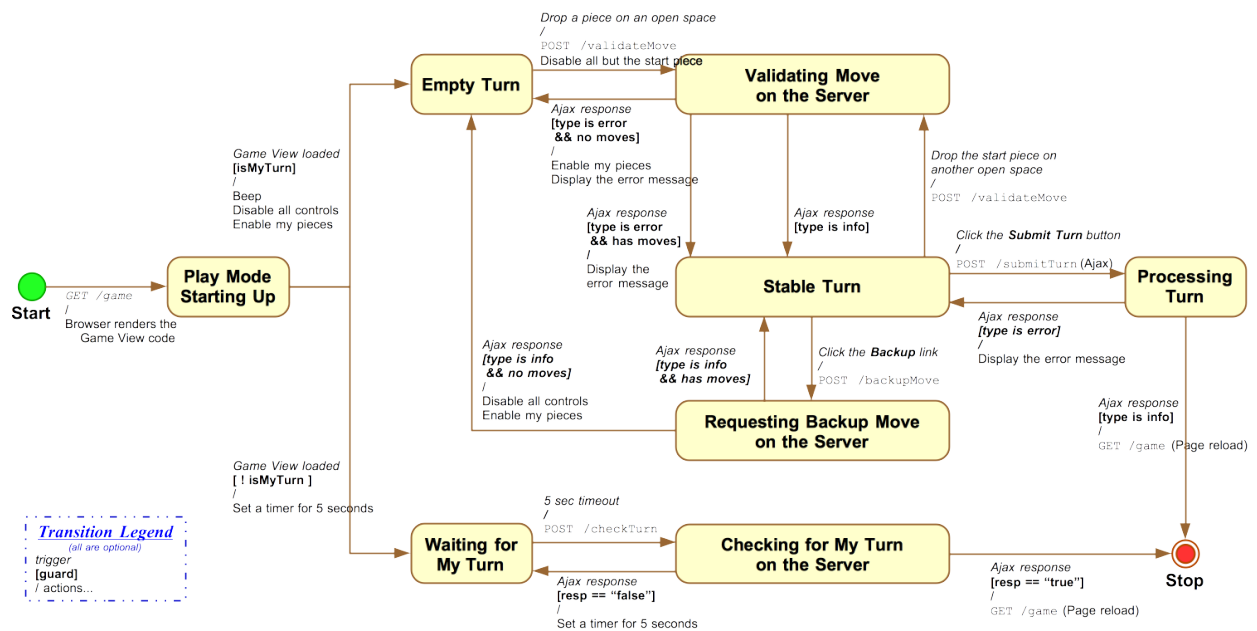 Drop a piece on an open space
/
POST /validateMove
Disable all but the start piece
Empty Turn
Validating Move
on the Server
Ajax response
[type is error
&& no moves]
/
Enable my pieces
Display the error message
Game View loaded
[isMyTurn]
/
Beep
Disable all controls
Enable my pieces
Drop the start piece on
another open space
/
POST /validateMove
Ajax response
[type is error
&& has moves]
/
Display the
error message
Ajax response
[type is info]
Click the Submit Turn button
/
POST /submitTurn (Ajax)
Start
GET /game
/
Browser renders the
Game View code
Play Mode
Starting Up
Stable Turn
Processing
Turn
Ajax response
[type is error]
/
Display the error message
Ajax response
[type is info
&& no moves]
/
Disable all controls
Enable my pieces
Ajax response
[type is info
&& has moves]
Click the Backup link
/
POST /backupMove
Requesting Backup Move
on the Server
Ajax response
[type is info]
/
GET /game (Page reload)
Game View loaded
[ ! isMyTurn ]
/
Set a timer for 5 seconds
Transition Legend
(all are optional)
trigger
[guard]
/ actions...
Waiting for
My Turn
5 sec timeout
/
POST /checkTurn
Checking for My Turn
on the Server
Ajax response
[resp == “false”]
/
Set a timer for 5 seconds
Ajax response
[resp == “true”]
/
GET /game (Page reload)
Stop